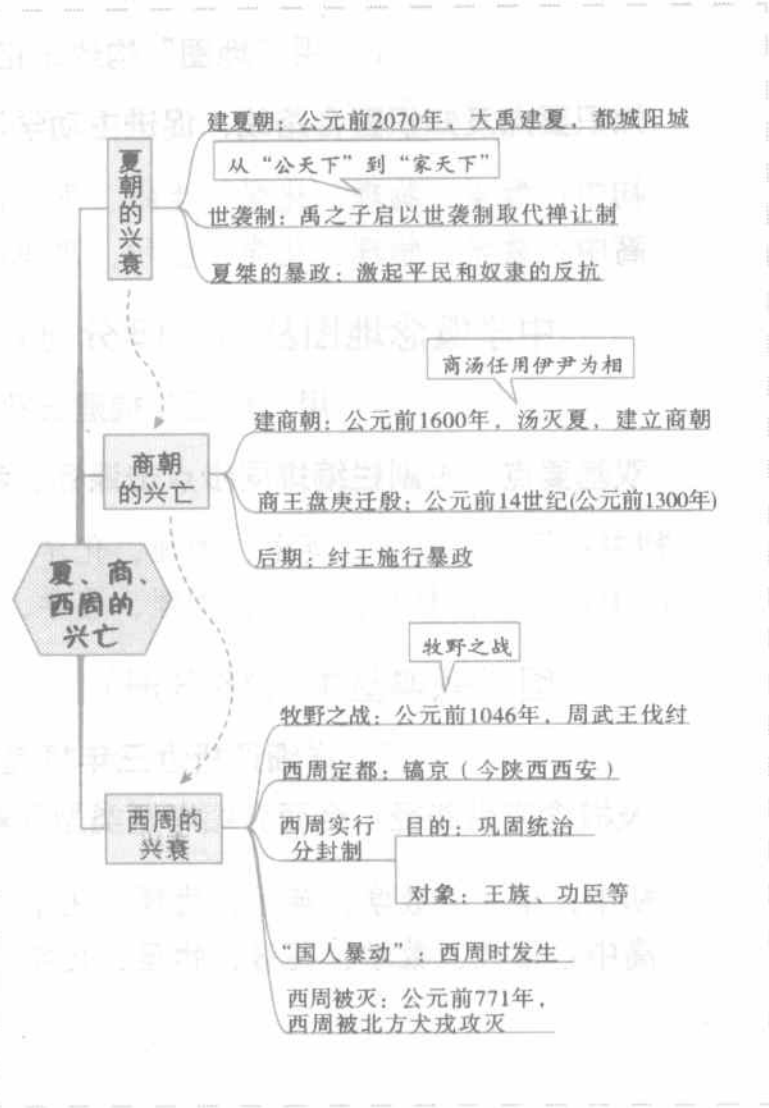 建夏朝：公元前2070年，大禹建夏，都城阳城
从“公天下”到“家天下”
夏朝的兴衰
世袭制：禹之子启以世袭制取代禅让制
夏桀的暴政：激起平民和奴隶的反抗
商汤任用伊尹为相
建商朝：公元前1600年，汤灭夏，建立商朝
商朝
的兴亡
商王盘庚迁殷：公元前14世纪(公元前1300年)
后期：纣王施行暴政
夏、商、
西周的
兴亡
牧野之战
牧野之战：公元前1046年，周武王伐纣
西周定都：镐京（今陕西西安）
西周的
兴衰
西周实行
分封制
目的：巩固统治
对象：王族、功臣等
“国人暴动”：西周时发生
西周被灭：公元前771年，
西周被北方犬戎攻灭